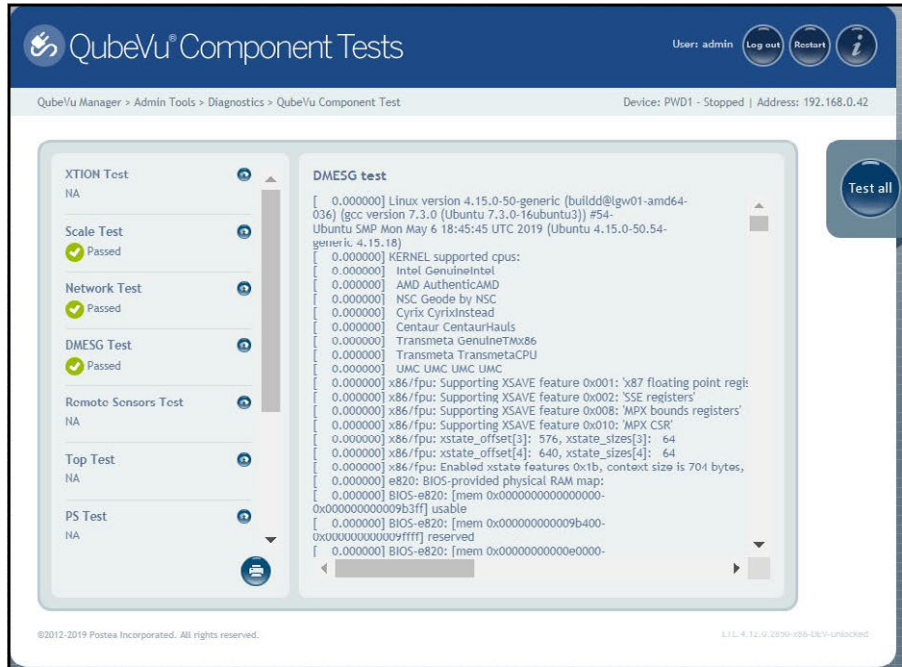 QubeVu® Component Tests
User: admin
Log out
Restart
i
QubeVu Manager > Admin Tools > Diagnostics > QubeVu Component Test
Device: PWD1 - Stopped | Address: 192.168.0.42
XTION Test
NA
Scale Test
Passed
Network Test
Passed
DMESG Test
Passed
Remote Sensors Test
NA
Top Test
NA
PS Test
NA
DMESG test
[ 0.000000] Linux version 4.15.0-50-generic (buildd@lgw01-amd64-
036) (gcc version 7.3.0 (Ubuntu 7.3.0-16ubuntu3)) #54-
Ubuntu SMP Mon May 6 18:45:45 UTC 2019 (Ubuntu 4.15.0-50.54-
generic 4.15.18)
[ 0.000000] KERNEL supported cpus:
[ 0.000000] Intel GenuineIntel
[ 0.000000] AMD AuthenticAMD
[ 0.000000] NSC Geode by NSC
[ 0.000000] Cyrix CyrixInstead
[ 0.000000] Centaur CentaurHauls
[ 0.000000] Transmeta GenuineTMx86
[ 0.000000] Transmeta TransmetaCPU
[ 0.000000] UMC UMC UMC UMC
[ 0.000000] x86/fpu: Supporting XSAVE feature 0x001: 'x87 floating point regis
[ 0.000000] x86/fpu: Supporting XSAVE feature 0x002: 'SSE registers'
[ 0.000000] x86/fpu: Supporting XSAVE feature 0x008: 'MPX bounds registers'
[ 0.000000] x86/fpu: Supporting XSAVE feature 0x010: 'MPX CSR'
[ 0.000000] x86/fpu: xstate_offset[3]: 576, xstate_sizes[3]: 64
[ 0.000000] x86/fpu: xstate_offset[4]: 640, xstate_sizes[4]: 64
[ 0.000000] x86/fpu: Enabled xstate features 0x1b, context size is 704 bytes,
[ 0.000000] e820: BIOS-provided physical RAM map:
[ 0.000000] BIOS-e820: [mem 0x0000000000000000-
0x000000000009b3ff] usable
[ 0.000000] BIOS-e820: [mem 0x000000000009b400-
0x000000000009ffff] reserved
[ 0.000000] BIOS-e820: [mem 0x00000000000e0000-
Test all
©2012-2019 Postea Incorporated. All rights reserved.